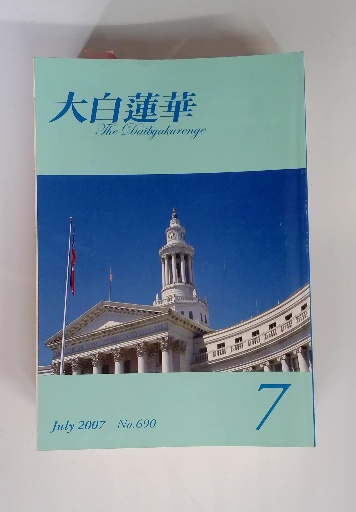 大白蓮華
The Daibyakurenge
July 2007 No.690
7